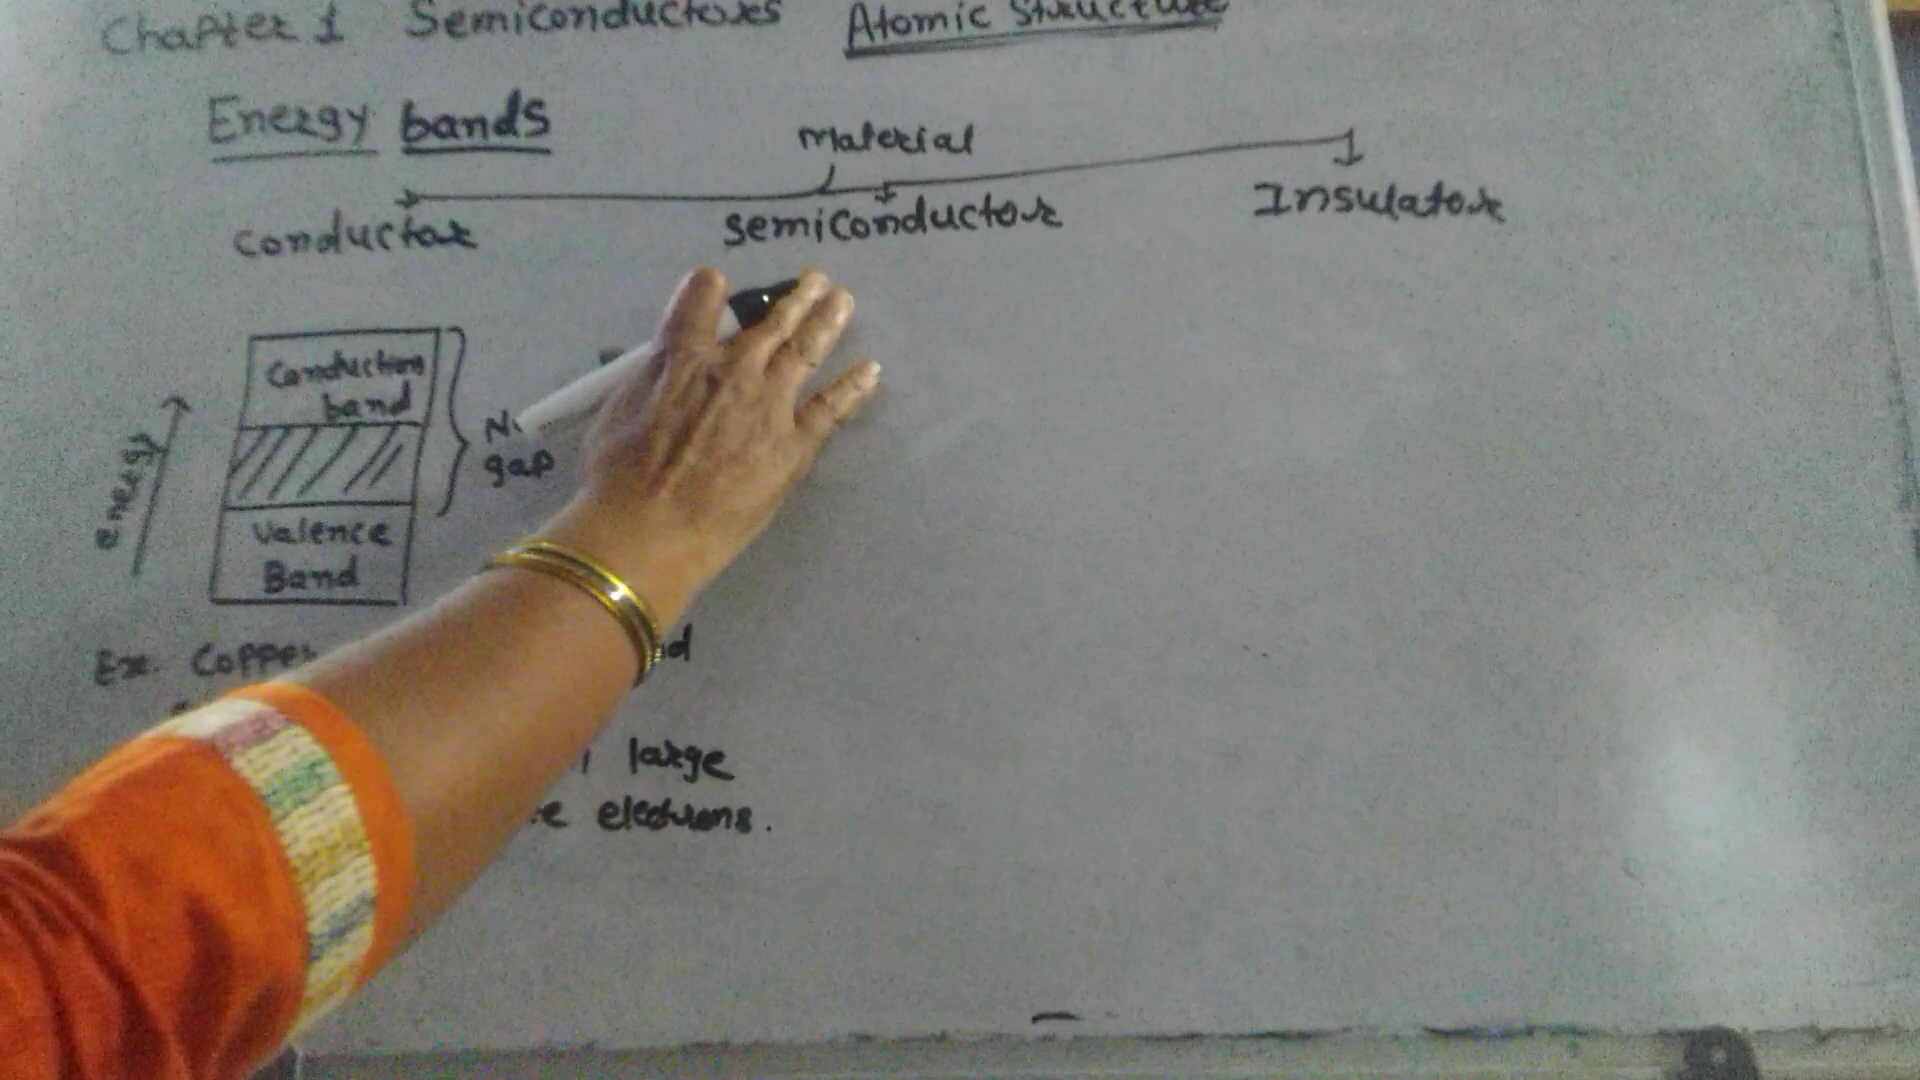 Chapter 1 Semiconductors Atomic Structure
Energy bands
material
conductor semiconductor Insulator
Conduction
band
gap
energy
Valence
Band
Ex. Copper
large
electrons.